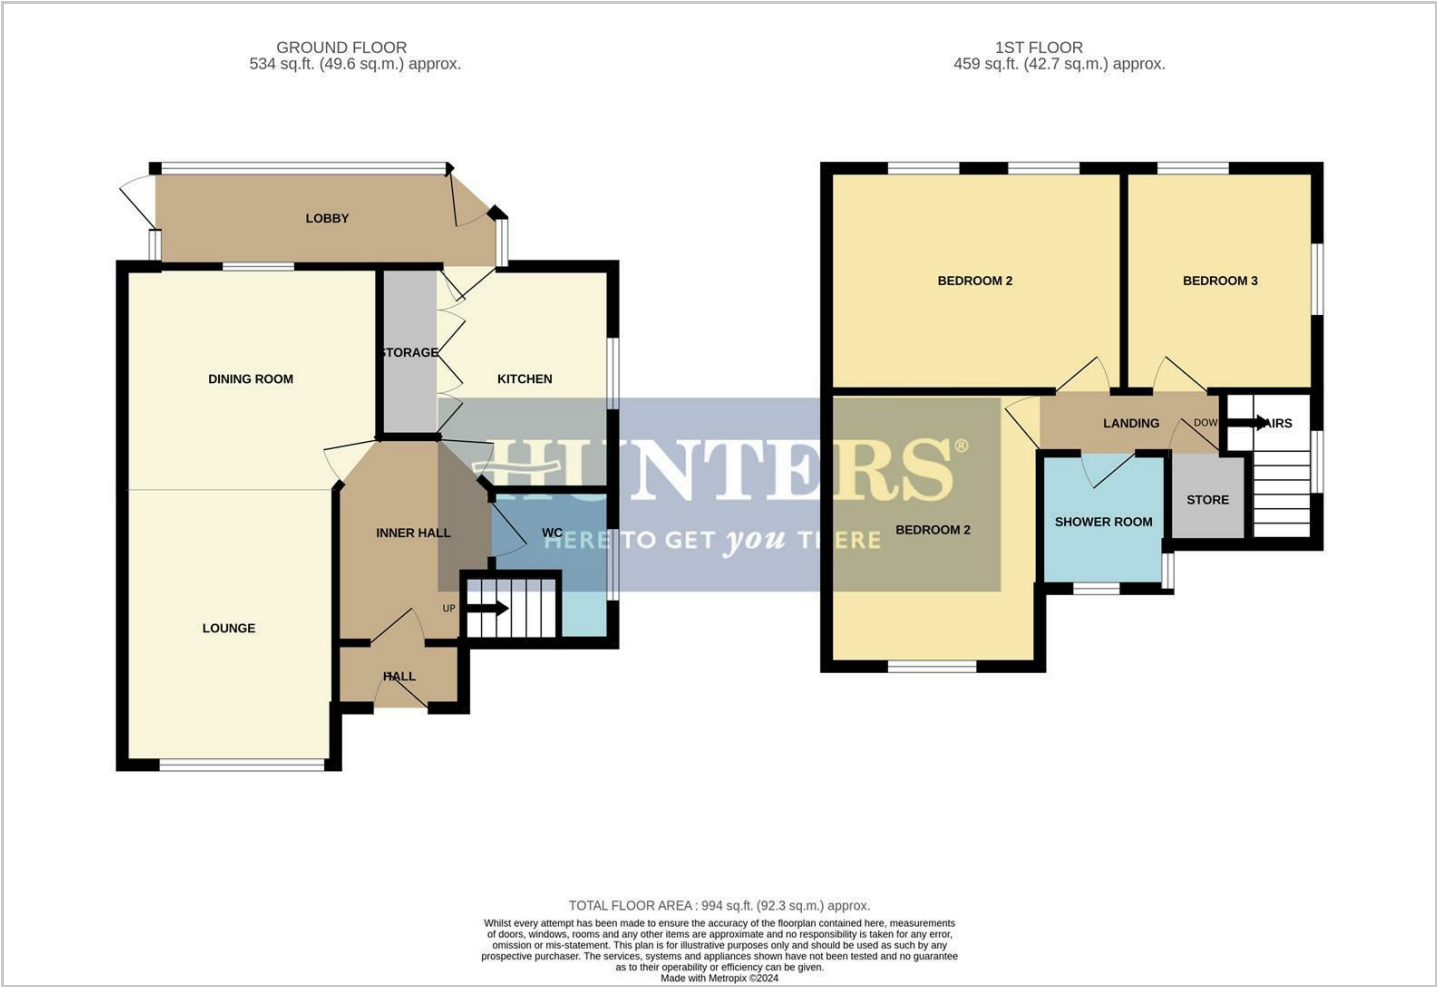 GROUND FLOOR
534 sq.ft. (49.6 sq.m.) approx.
1ST FLOOR
459 sq.ft. (42.7 sq.m.) approx.
LOBBY
DINING ROOM
STORAGE
KITCHEN
INNER HALL
WC
UP
LOUNGE
HALL
BEDROOM 2
BEDROOM 3
LANDING
DOW
STAIRS
STORE
SHOWER ROOM
BEDROOM 2
HUNTERS®
HERE TO GET you THERE
TOTAL FLOOR AREA : 994 sq.ft. (92.3 sq.m.) approx.
Whilst every attempt has been made to ensure the accuracy of the floorplan contained here, measurements
of doors, windows, rooms and any other items are approximate and no responsibility is taken for any error,
omission or mis-statement. This plan is for illustrative purposes only and should be used as such by any
prospective purchaser. The services, systems and appliances shown have not been tested and no guarantee
as to their operability or efficiency can be given.
Made with Metropix ©2024